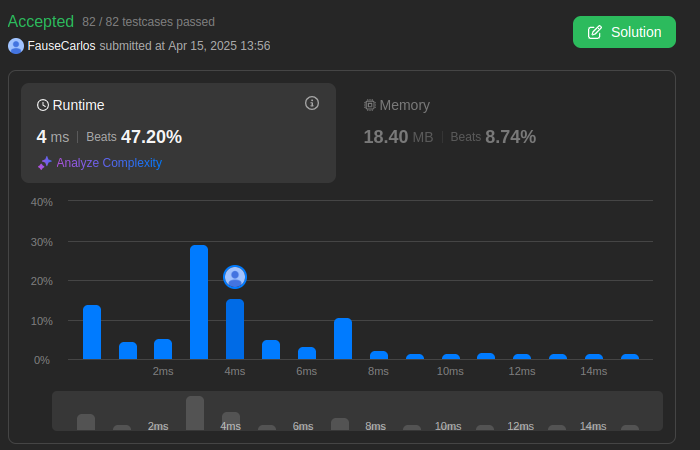 Accepted 82 / 82 testcases passed
FauseCarlos submitted at Apr 15, 2025 13:56
Solution
Runtime
4 ms Beats 47.20%
Analyze Complexity
Memory
18.40 MB Beats 8.74%
40%
30%
20%
10%
0%
2ms 4ms 6ms 8ms 10ms 12ms 14ms
2ms 4ms 6ms 8ms 10ms 12ms 14ms